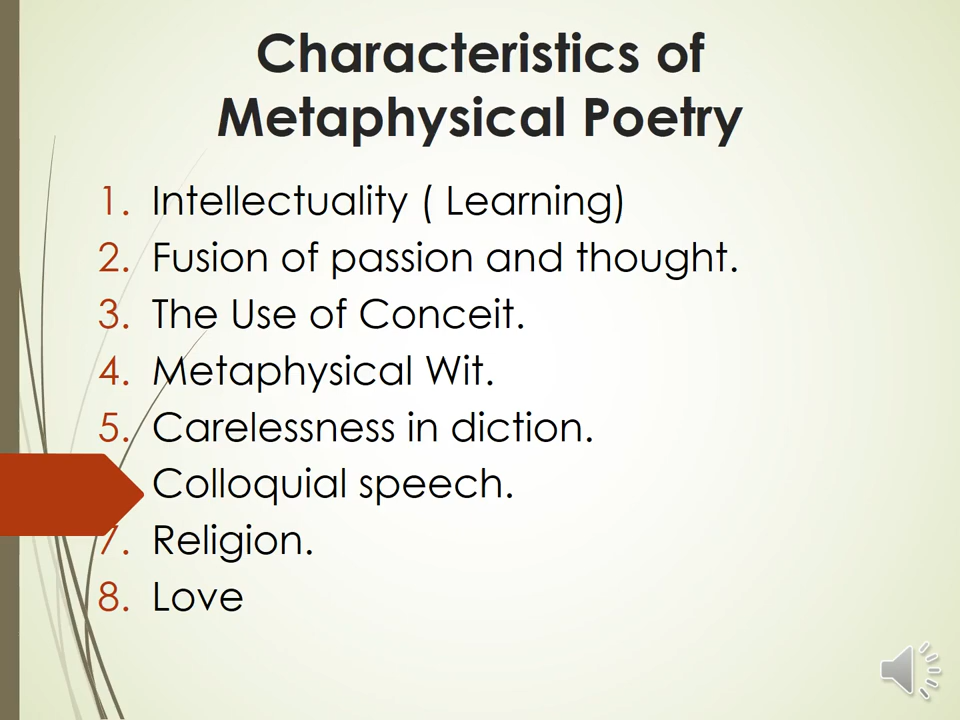 Characteristics of
Metaphysical Poetry
1. Intellectuality ( Learning)
2. Fusion of passion and thought.
3. The Use of Conceit.
4. Metaphysical Wit.
5. Carelessness in diction.
Colloquial speech.
7. Religion.
8. Love